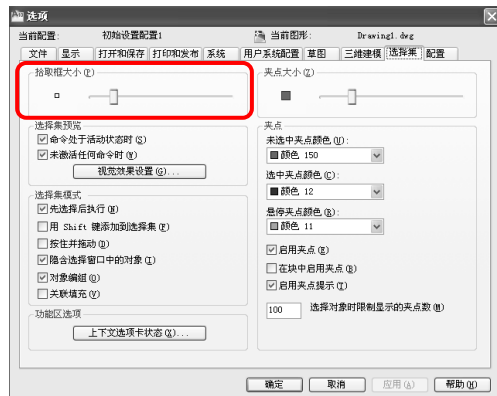 选项
当前配置: 初始设置配置1 当前图形: Drawing1.dwg
文件 显示 打开和保存 打印和发布 系统 用户系统配置 草图 三维建模 选择集 配置
拾取框大小(P)
夹点大小(Z)
选择集预览
命令处于活动状态时(S)
未激活任何命令时(W)
视觉效果设置(G)...
选择集模式
先选择后执行(N)
用 Shift 键添加到选择集(F)
按住并拖动(D)
隐含选择窗口中的对象(I)
对象编组(O)
关联填充(V)
功能区选项
上下文选项卡状态(X)...
夹点
未选中夹点颜色(U):
颜色 150
选中夹点颜色(C):
颜色 12
悬停夹点颜色(R):
颜色 11
启用夹点(E)
在块中启用夹点(B)
启用夹点提示(T)
100 选择对象时限制显示的夹点数(M)
确定 取消 应用(A) 帮助(H)